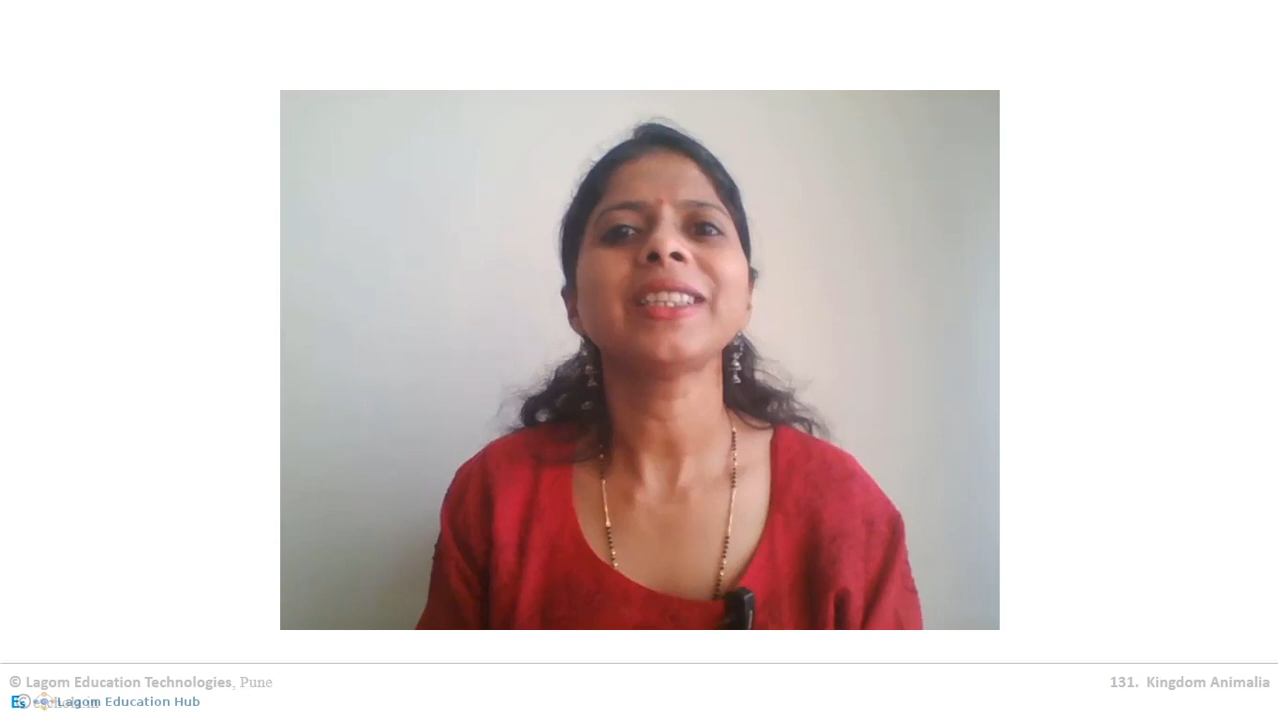 © Lagom Education Technologies, Pune
131. Kingdom Animalia
Lagom Education Hub